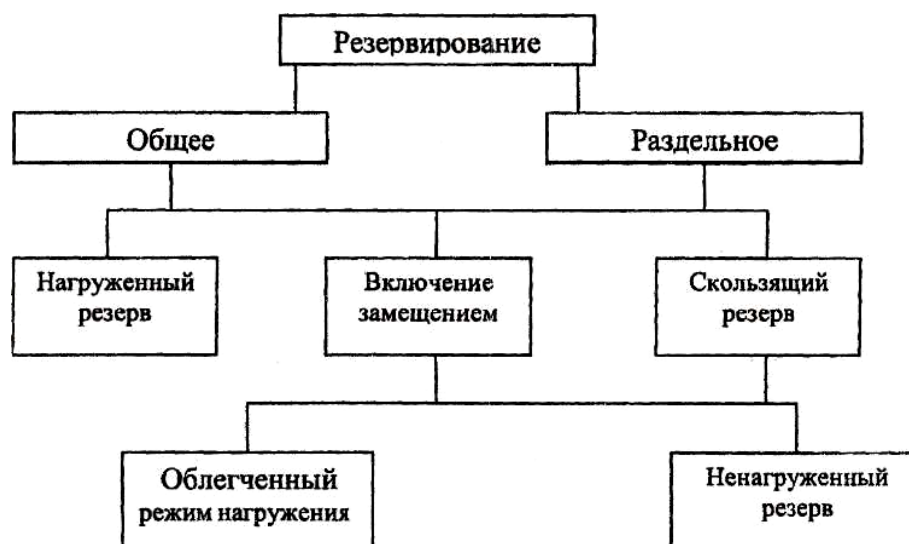 Резервирование
Общее
Раздельное
Нагруженный
резерв
Включение
замещением
Скользящий
резерв
Облегченный
режим нагружения
Ненагруженный
резерв